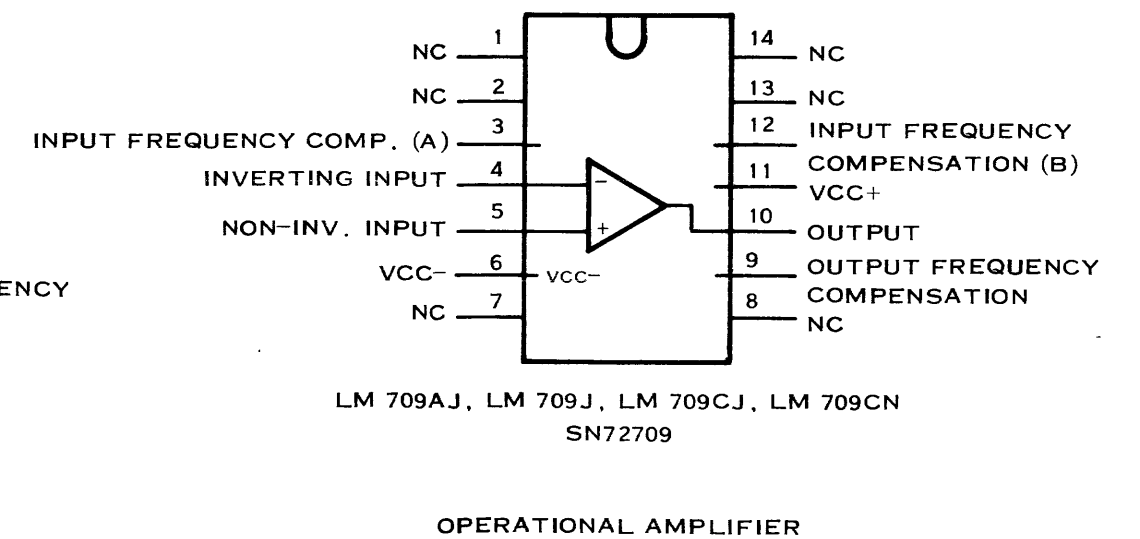 1
NC
2
NC
3
INPUT FREQUENCY COMP. (A)
4
INVERTING INPUT
5
NON-INV. INPUT
6
VCC-
7
NC
ENCY
-
+
VCC-
14
NC
13
NC
12
INPUT FREQUENCY
COMPENSATION (B)
11
VCC+
10
OUTPUT
9
OUTPUT FREQUENCY
COMPENSATION
8
NC
LM 709AJ, LM 709J, LM 709CJ, LM 709CN
SN72709
OPERATIONAL AMPLIFIER